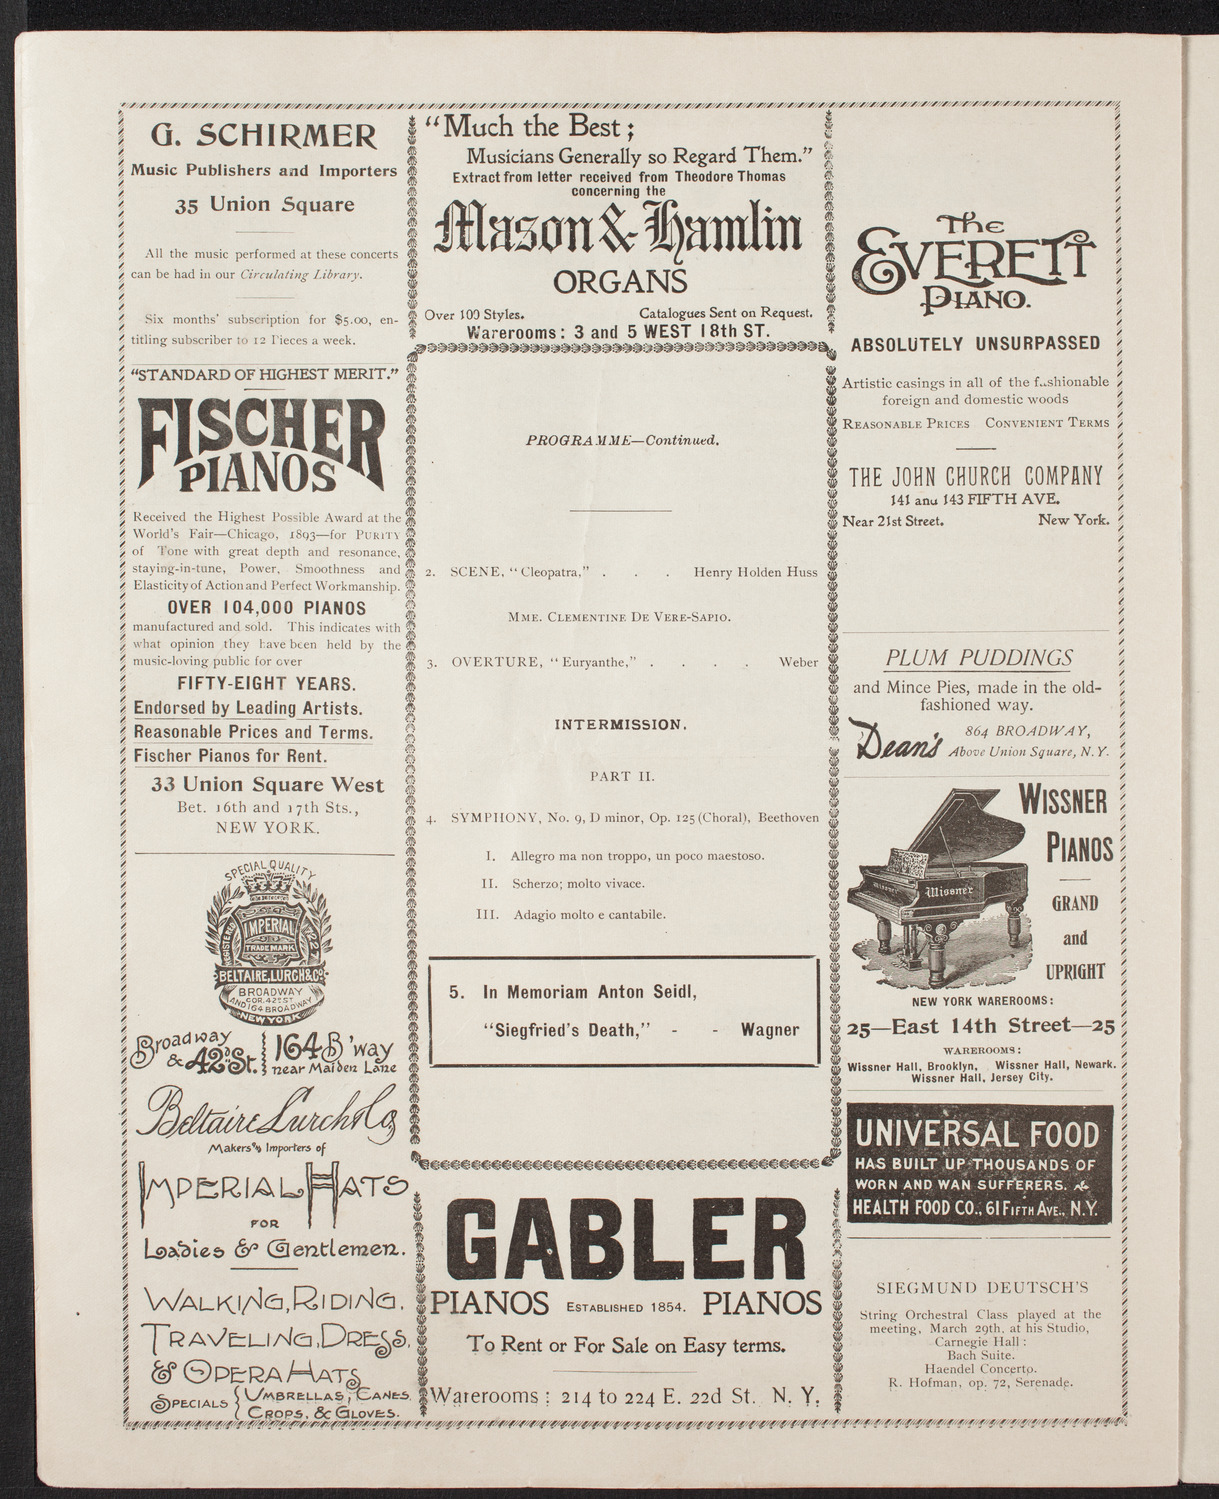 G. SCHIRMER
Music Publishers and Importers
35 Union Square
All the music performed at these concerts
can be had in our Circulating Library.
Six months' subscription for $5.00, en-
titling subscriber to 12 Pieces a week.
"STANDARD OF HIGHEST MERIT."
FISCHER
PIANOS
Received the Highest Possible Award at the
World's Fair—Chicago, 1893—for PURITY
of Tone with great depth and resonance,
staying-in-tune, Power, Smoothness and
Elasticity of Action and Perfect Workmanship.
OVER 104,000 PIANOS
manufactured and sold. This indicates with
what opinion they have been held by the
music-loving public for over
FIFTY-EIGHT YEARS.
Endorsed by Leading Artists.
Reasonable Prices and Terms.
Fischer Pianos for Rent.
33 Union Square West
Bet. 16th and 17th Sts.,
NEW YORK.
SPECIAL QUALITY
REGISTERED
IMPERIAL
TRADE MARK
BELTAIRE, LURCH & CO.
BROADWAY
COR. 42ST
AND 164 BROADWAY
NEW YORK
Broadway
& 42D St.
164 B'way
near Maiden Lane
Beltaire Lurch & Co
Makers & Importers of
IMPERIAL HATS
FOR
Ladies & Gentlemen.
WALKING, RIDING,
TRAVELING, DRESS,
& OPERA HATS
SPECIALS { UMBRELLAS, CANES,
CROPS, & GLOVES.
"Much the Best;
Musicians Generally so Regard Them."
Extract from letter received from Theodore Thomas
concerning the
Mason & Hamlin
ORGANS
Over 100 Styles. Catalogues Sent on Request.
Warerooms: 3 and 5 WEST 18th ST.
PROGRAMME—Continued.
2. SCENE, "Cleopatra," . . . Henry Holden Huss
MME. CLEMENTINE DE VERE-SAPIO.
3. OVERTURE, "Euryanthe," . . . . Weber
INTERMISSION.
PART II.
4. SYMPHONY, No. 9, D minor, Op. 125 (Choral), Beethoven
I. Allegro ma non troppo, un poco maestoso.
II. Scherzo; molto vivace.
III. Adagio molto e cantabile.
5. In Memoriam Anton Seidl,
"Siegfried's Death," - - Wagner
GABLER
PIANOS ESTABLISHED 1854. PIANOS
To Rent or For Sale on Easy terms.
Warerooms: 214 to 224 E. 22d St. N. Y.
The
EVERETT
PIANO.
ABSOLUTELY UNSURPASSED
Artistic casings in all of the fashionable
foreign and domestic woods
REASONABLE PRICES CONVENIENT TERMS
THE JOHN CHURCH COMPANY
141 and 143 FIFTH AVE.
Near 21st Street. New York.
PLUM PUDDINGS
and Mince Pies, made in the old-
fashioned way.
Dean's
864 BROADWAY,
Above Union Square, N. Y.
WISSNER
PIANOS
GRAND
and
UPRIGHT
Wissner
Wissner
NEW YORK WAREROOMS:
25—East 14th Street—25
WAREROOMS:
Wissner Hall, Brooklyn, Wissner Hall, Newark.
Wissner Hall, Jersey City.
UNIVERSAL FOOD
HAS BUILT UP THOUSANDS OF
WORN AND WAN SUFFERERS.
HEALTH FOOD CO., 61 FIFTH AVE., N.Y.
SIEGMUND DEUTSCH'S
String Orchestral Class played at the
meeting, March 29th, at his Studio,
Carnegie Hall:
Bach Suite.
Haendel Concerto.
R. Hofman, op. 72, Serenade.